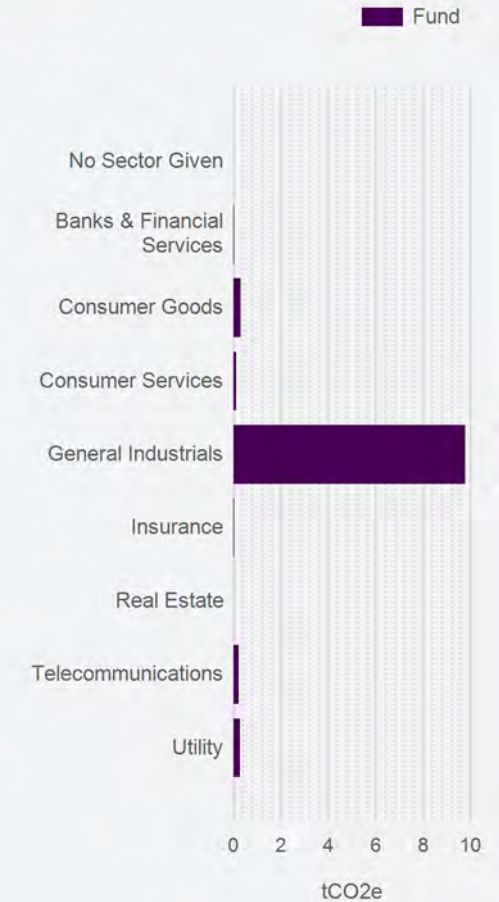 Fund
No Sector Given
Banks & Financial
Services
Consumer Goods
Consumer Services
General Industrials
Insurance
Real Estate
Telecommunications
Utility
0 2 4 6 8 10
tCO2e